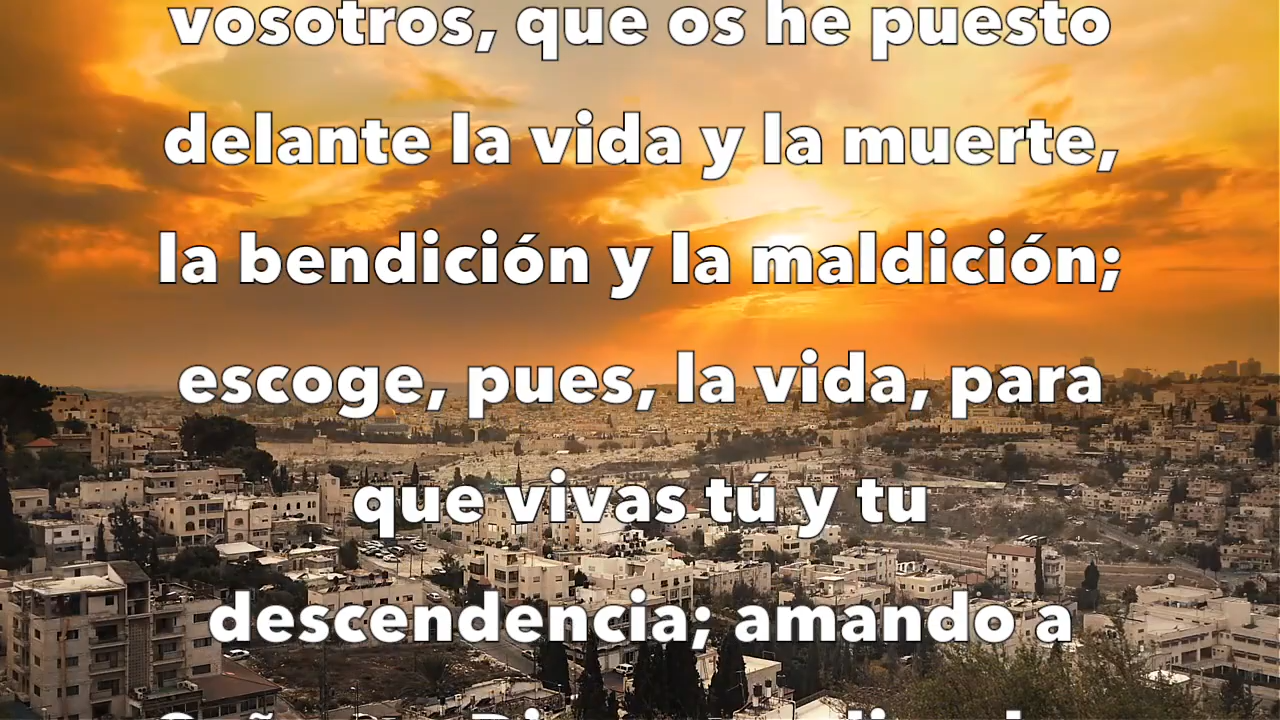 vosotros, que os he puesto
delante la vida y la muerte,
la bendición y la maldición;
escoge, pues, la vida, para
que vivas tú y tu
descendencia; amando a